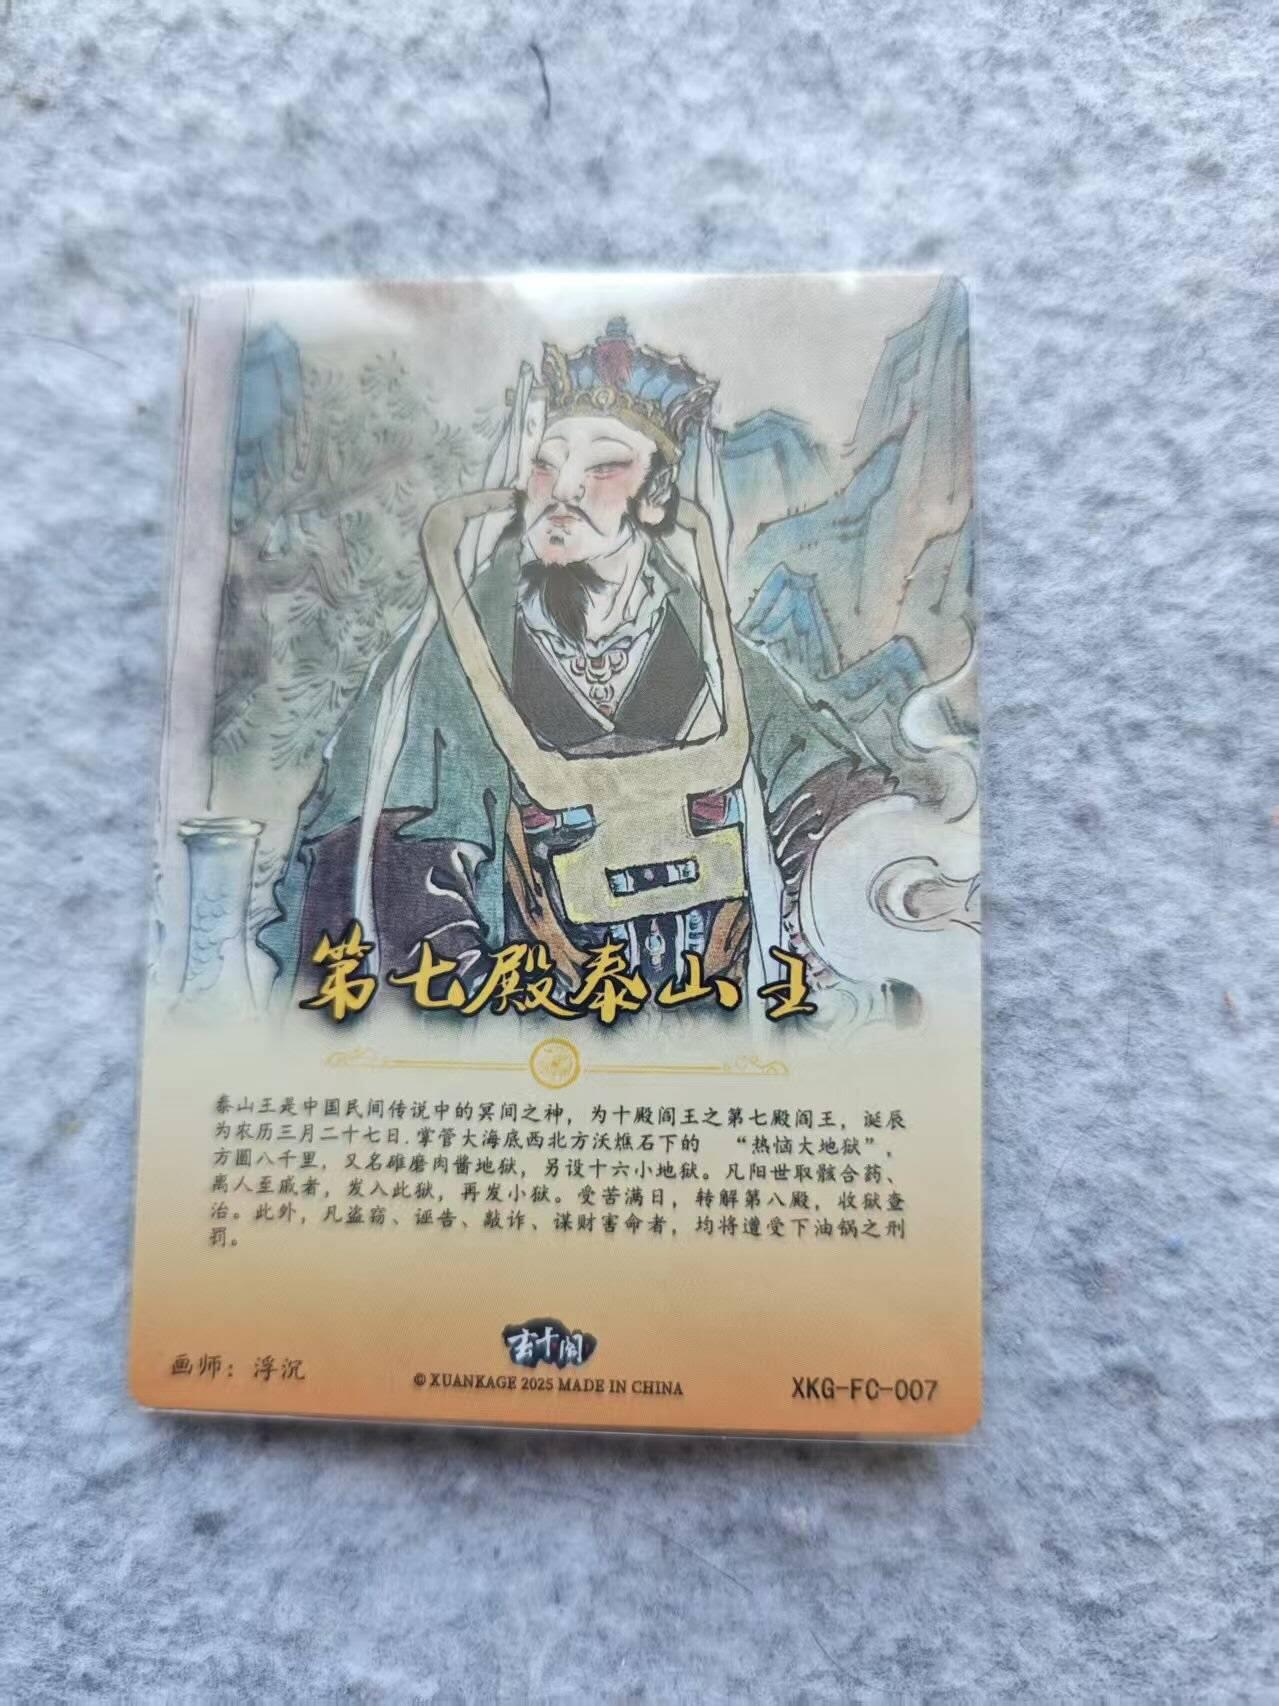 第七殿泰山王
泰山王是中国民间传说中的冥间之神，为十殿阎王之第七殿阎王，诞辰
为农历三月二十七日.掌管大海底西北方沃燋石下的 “热恼大地狱”，
方圆八千里，又名碓磨肉酱地狱，另设十六小地狱。凡阳世取骸合药、
离人至戚者，发入此狱，再发小狱。受苦满日，转解第八殿，收狱查
治。此外，凡盗窃、诬告、敲诈、谋财害命者，均将遭受下油锅之刑
罚。
玄卡阁
画师：浮沉
© XUANKAGE 2025 MADE IN CHINA
XKG-FC-007